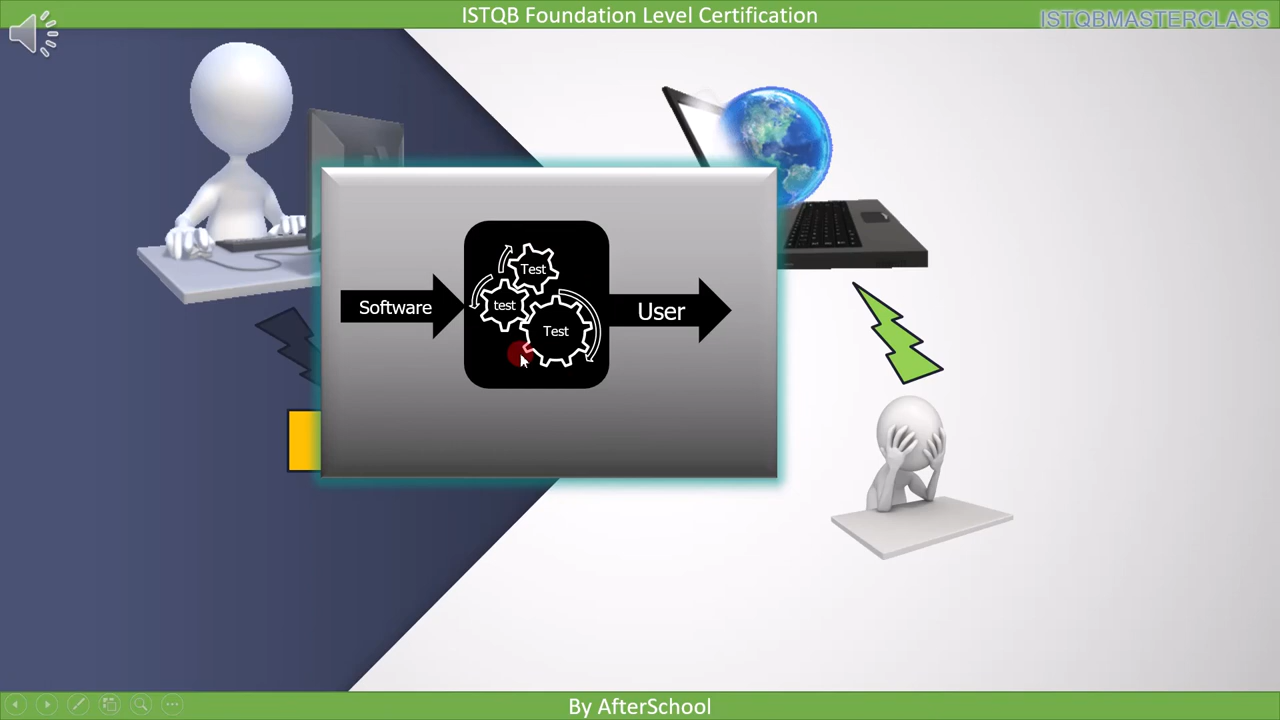 ISTQB Foundation Level Certification
ISTQBMASTERCLASS
Test
test
Software
User
Test
By AfterSchool